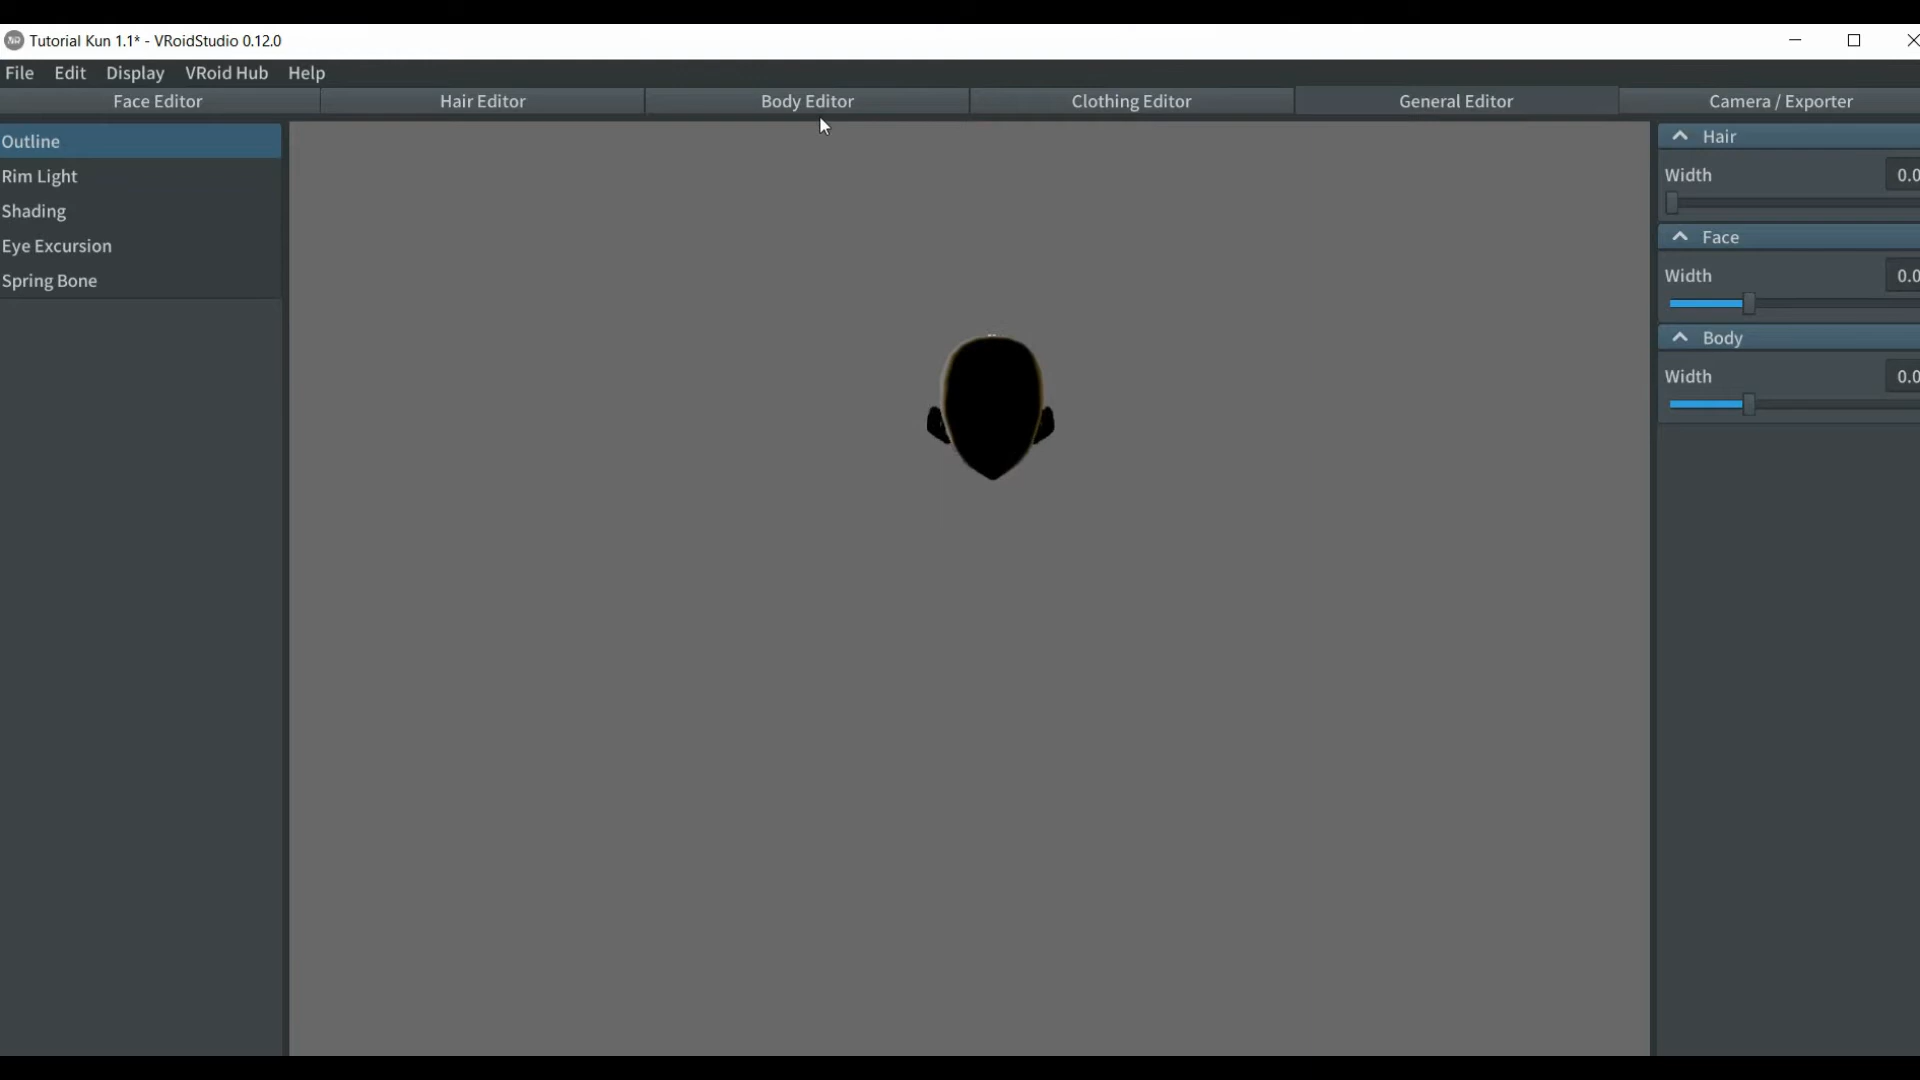 Tutorial Kun 1.1* - VRoidStudio 0.12.0
File Edit Display VRoid Hub Help
Face Editor Hair Editor Body Editor Clothing Editor General Editor Camera / Exporter
Outline
Rim Light
Shading
Eye Excursion
Spring Bone
Hair
Width 0.0
Face
Width 0.0
Body
Width 0.0